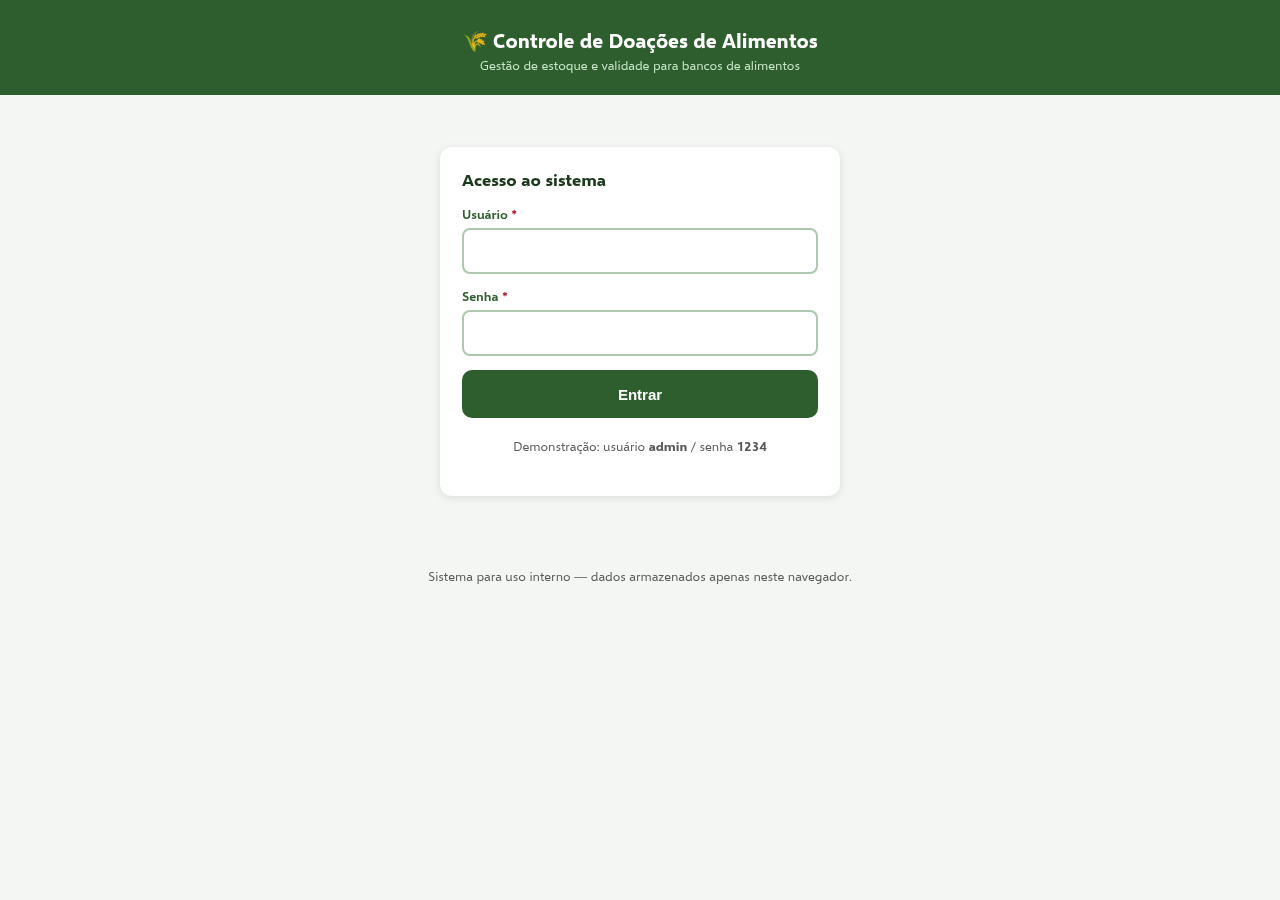 🌾 Controle de Doações de Alimentos
Gestão de estoque e validade para bancos de alimentos
Acesso ao sistema
Usuário *
Senha *
Entrar
Demonstração: usuário admin / senha 1234
Sistema para uso interno — dados armazenados apenas neste navegador.